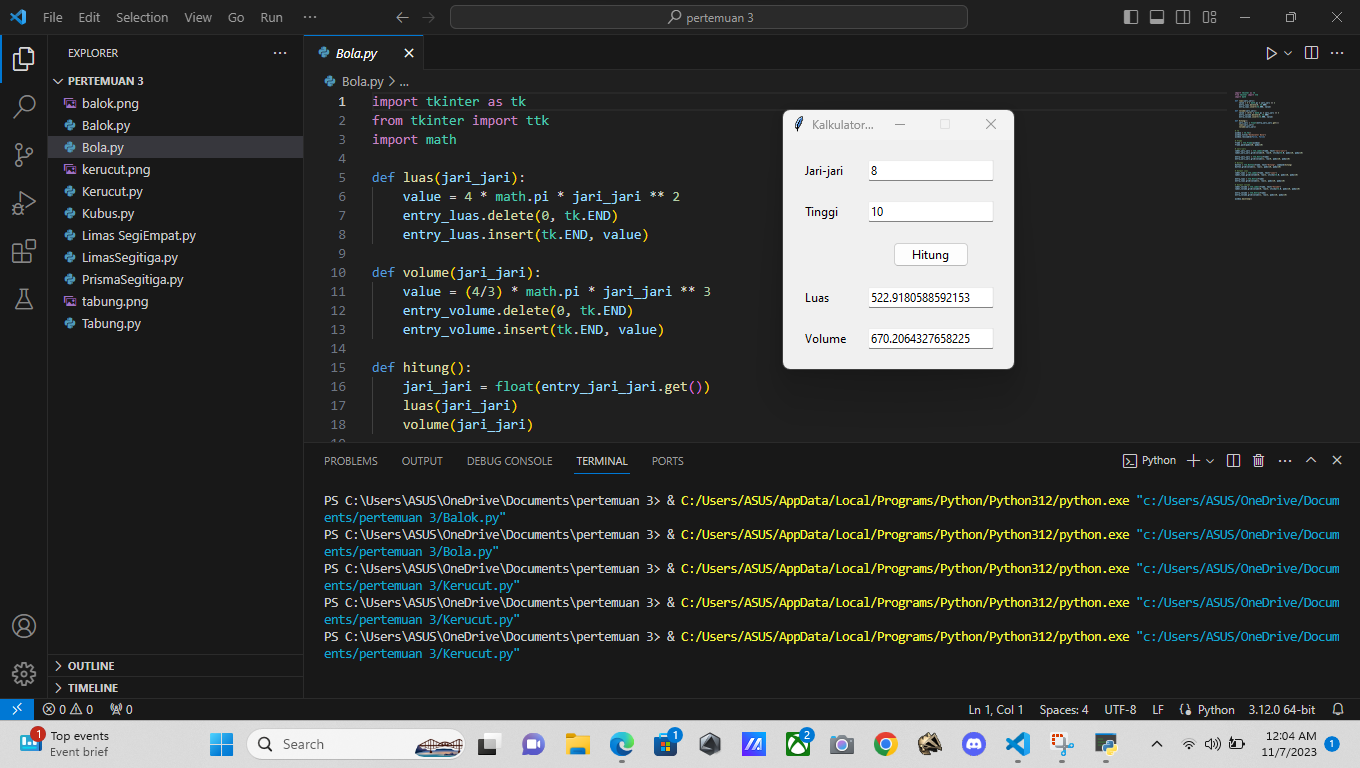 File Edit Selection View Go Run ···
pertemuan 3
EXPLORER
PERTEMUAN 3
balok.png
Balok.py
Bola.py
kerucut.png
Kerucut.py
Kubus.py
Limas SegiEmpat.py
LimasSegitiga.py
PrismaSegitiga.py
tabung.png
Tabung.py
OUTLINE
TIMELINE
Bola.py
Bola.py > ...
1 import tkinter as tk
2 from tkinter import ttk
3 import math
4
5 def luas(jari_jari):
6 value = 4 * math.pi * jari_jari ** 2
7 entry_luas.delete(0, tk.END)
8 entry_luas.insert(tk.END, value)
9
10 def volume(jari_jari):
11 value = (4/3) * math.pi * jari_jari ** 3
12 entry_volume.delete(0, tk.END)
13 entry_volume.insert(tk.END, value)
14
15 def hitung():
16 jari_jari = float(entry_jari_jari.get())
17 luas(jari_jari)
18 volume(jari_jari)
Kalkulator...
Jari-jari 8
Tinggi 10
Hitung
Luas 522.9180588592153
Volume 670.2064327658225
PROBLEMS OUTPUT DEBUG CONSOLE TERMINAL PORTS
Python
PS C:\Users\ASUS\OneDrive\Documents\pertemuan 3> & C:/Users/ASUS/AppData/Local/Programs/Python/Python312/python.exe "c:/Users/ASUS/OneDrive/Docum
ents/pertemuan 3/Balok.py"
PS C:\Users\ASUS\OneDrive\Documents\pertemuan 3> & C:/Users/ASUS/AppData/Local/Programs/Python/Python312/python.exe "c:/Users/ASUS/OneDrive/Docum
ents/pertemuan 3/Bola.py"
PS C:\Users\ASUS\OneDrive\Documents\pertemuan 3> & C:/Users/ASUS/AppData/Local/Programs/Python/Python312/python.exe "c:/Users/ASUS/OneDrive/Docum
ents/pertemuan 3/Kerucut.py"
PS C:\Users\ASUS\OneDrive\Documents\pertemuan 3> & C:/Users/ASUS/AppData/Local/Programs/Python/Python312/python.exe "c:/Users/ASUS/OneDrive/Docum
ents/pertemuan 3/Kerucut.py"
PS C:\Users\ASUS\OneDrive\Documents\pertemuan 3> & C:/Users/ASUS/AppData/Local/Programs/Python/Python312/python.exe "c:/Users/ASUS/OneDrive/Docum
ents/pertemuan 3/Kerucut.py"
0 0 0
Ln 1, Col 1 Spaces: 4 UTF-8 LF Python 3.12.0 64-bit
1
Top events
Event brief
Search
1
2
12:04 AM
11/7/2023
1